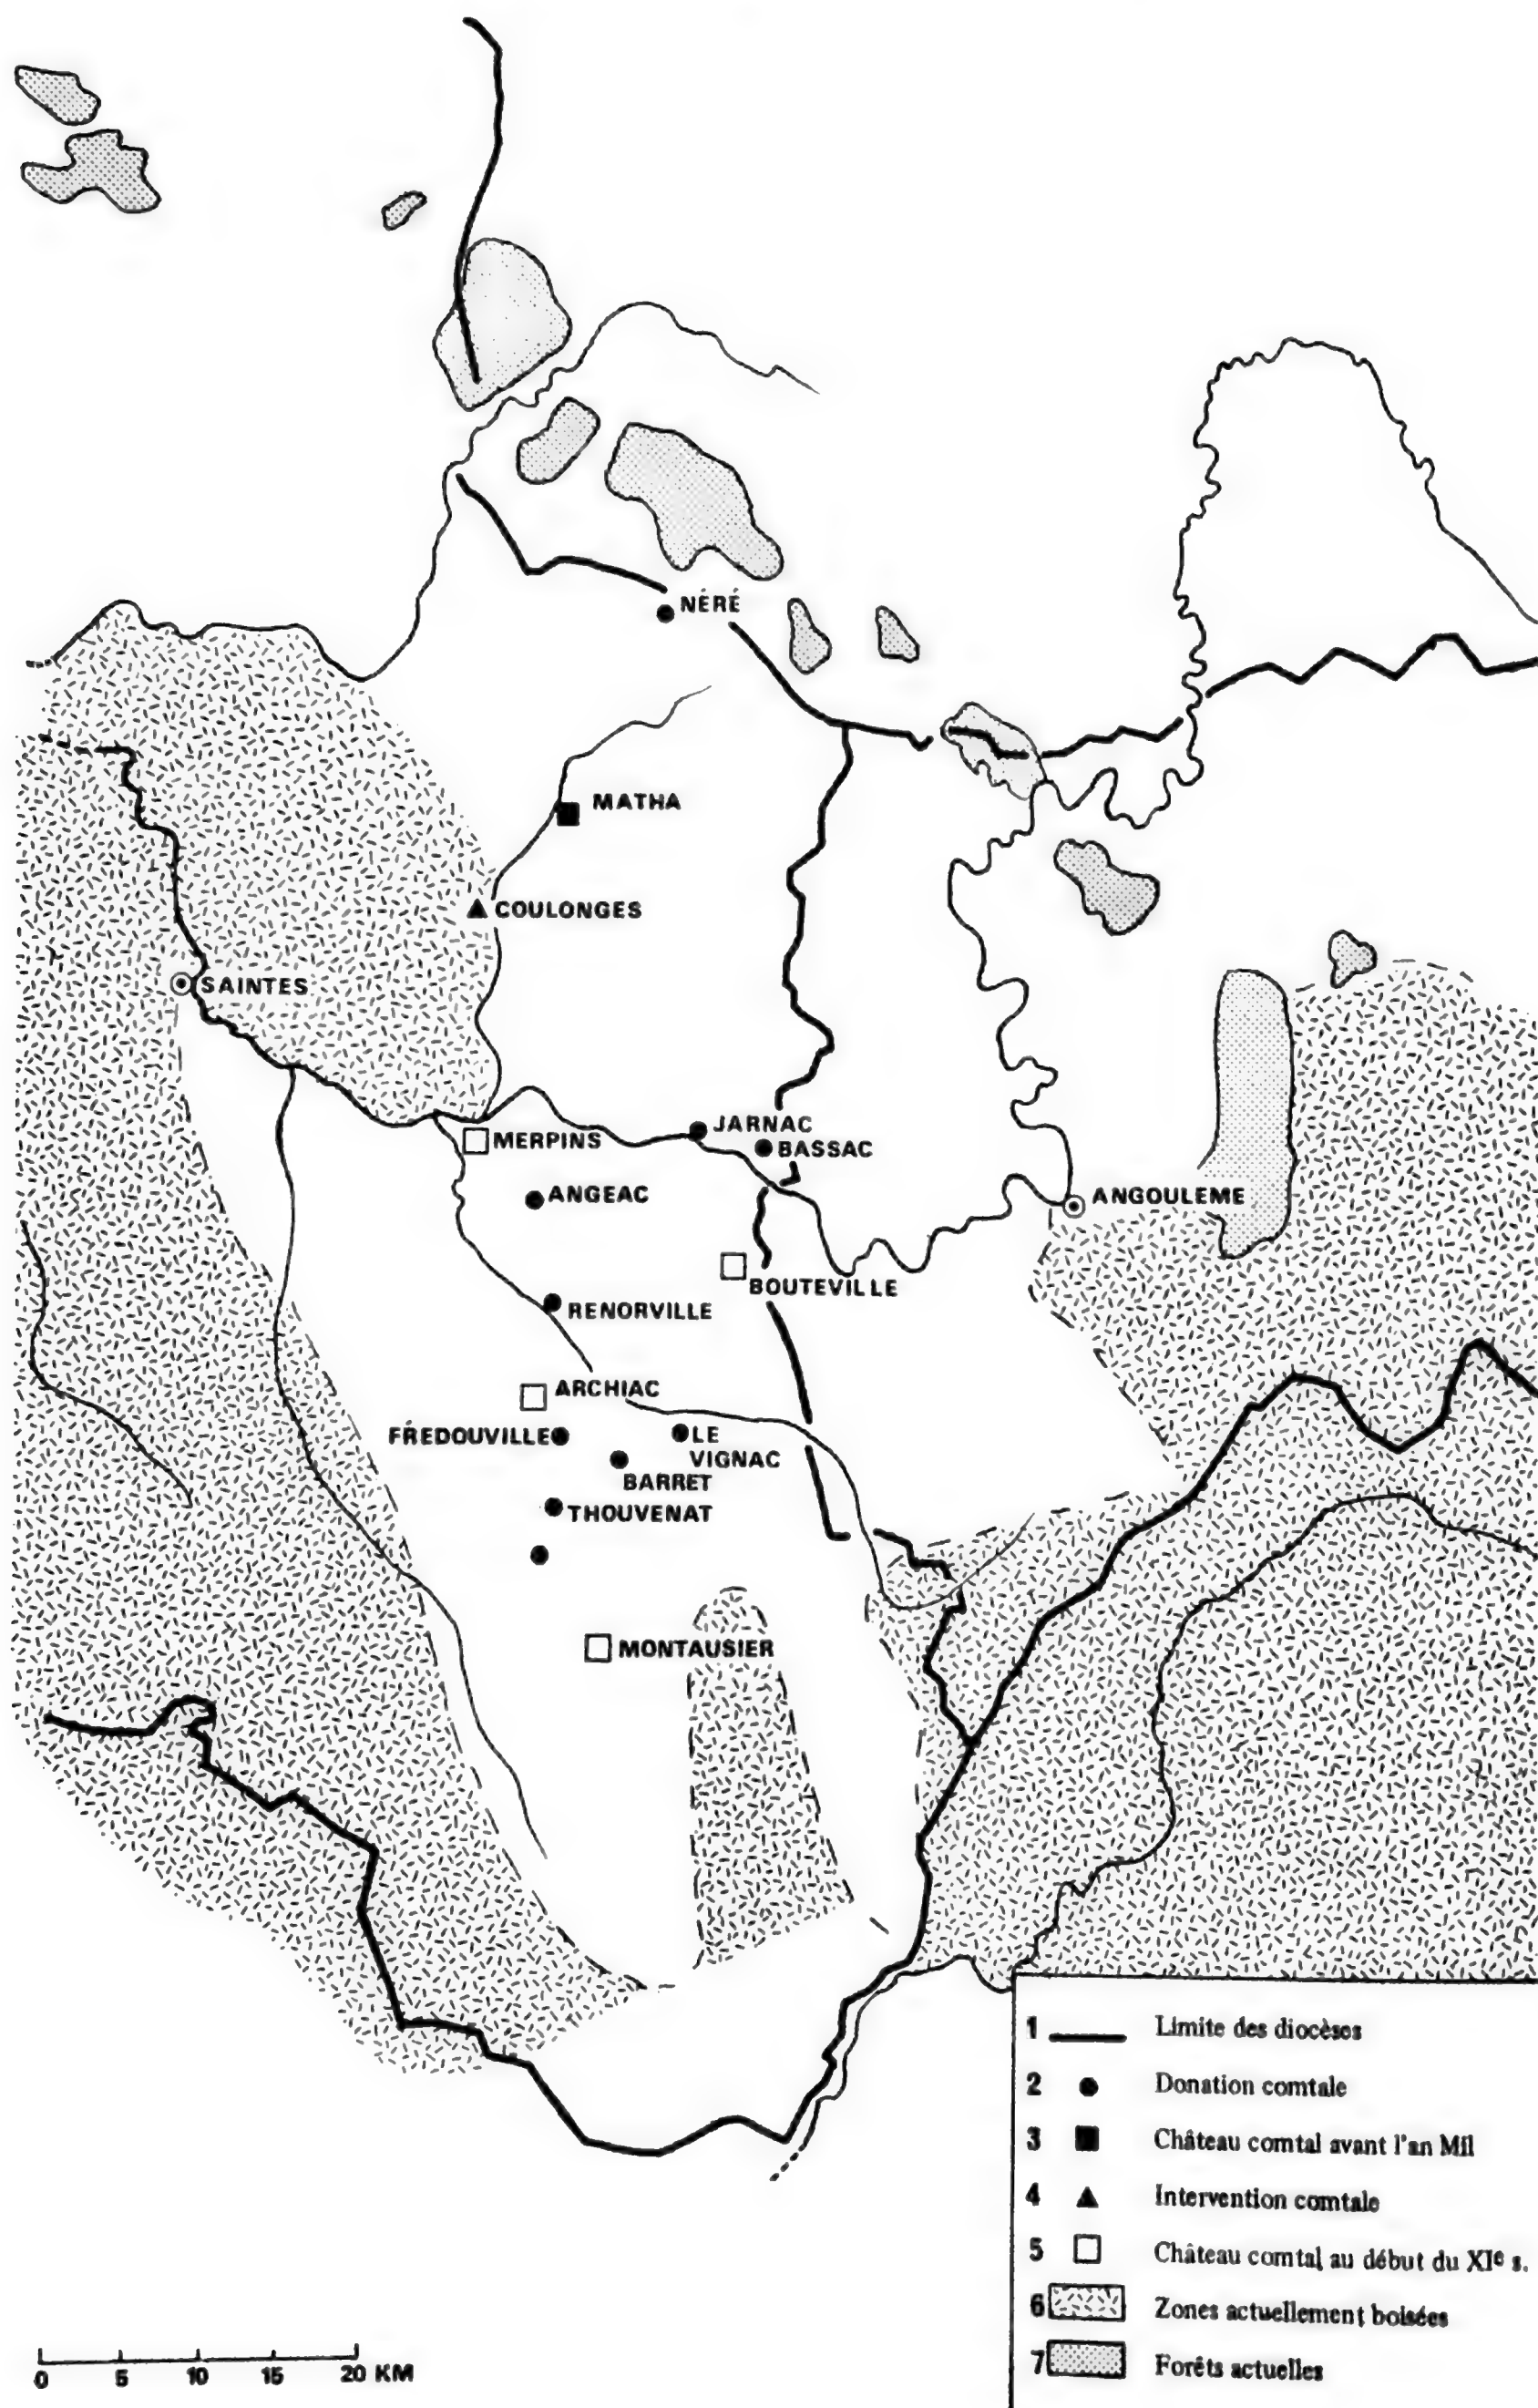 NÉRÉ
MATHA
COULONGES
SAINTES
JARNAC
MERPINS
BASSAC
ANGEAC
ANGOULEME
BOUTEVILLE
RENORVILLE
ARCHIAC
FRÉDOUVILLE
LE
VIGNAC
BARRET
THOUVENAT
MONTAUSIER
1 Limite des diocèses
2 Donation comtale
3 Château comtal avant l'an Mil
4 Intervention comtale
5 Château comtal au début du XIe s.
6 Zones actuellement boisées
7 Forêts actuelles
0 5 10 15 20 KM